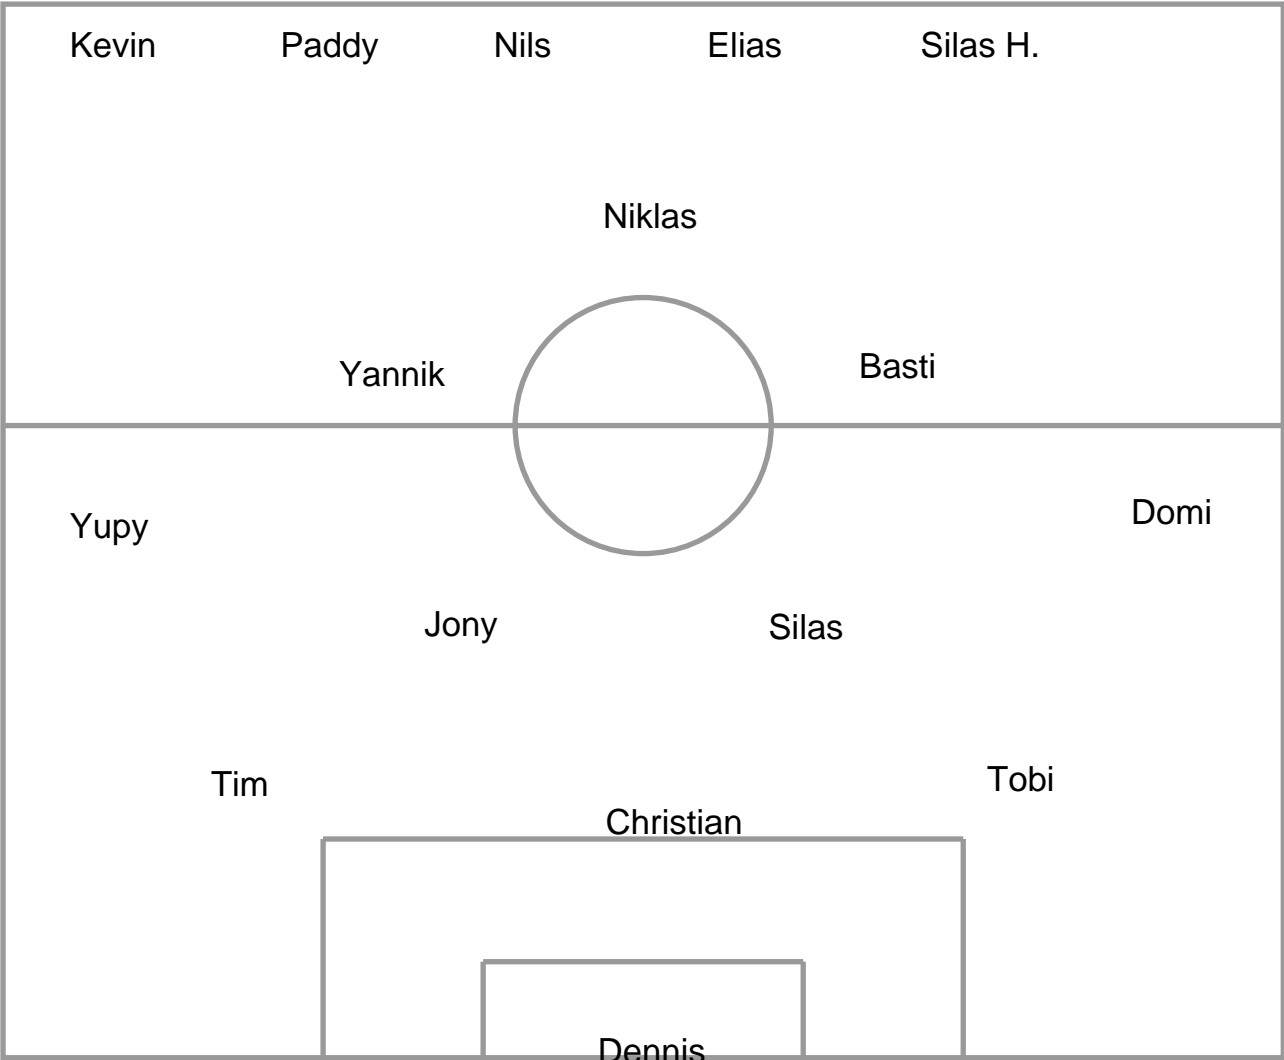 Kevin Paddy Nils Elias Silas H.
Niklas
Yannik Basti
Yupy Domi
Jony Silas
Tim Tobi
Christian
Dennis